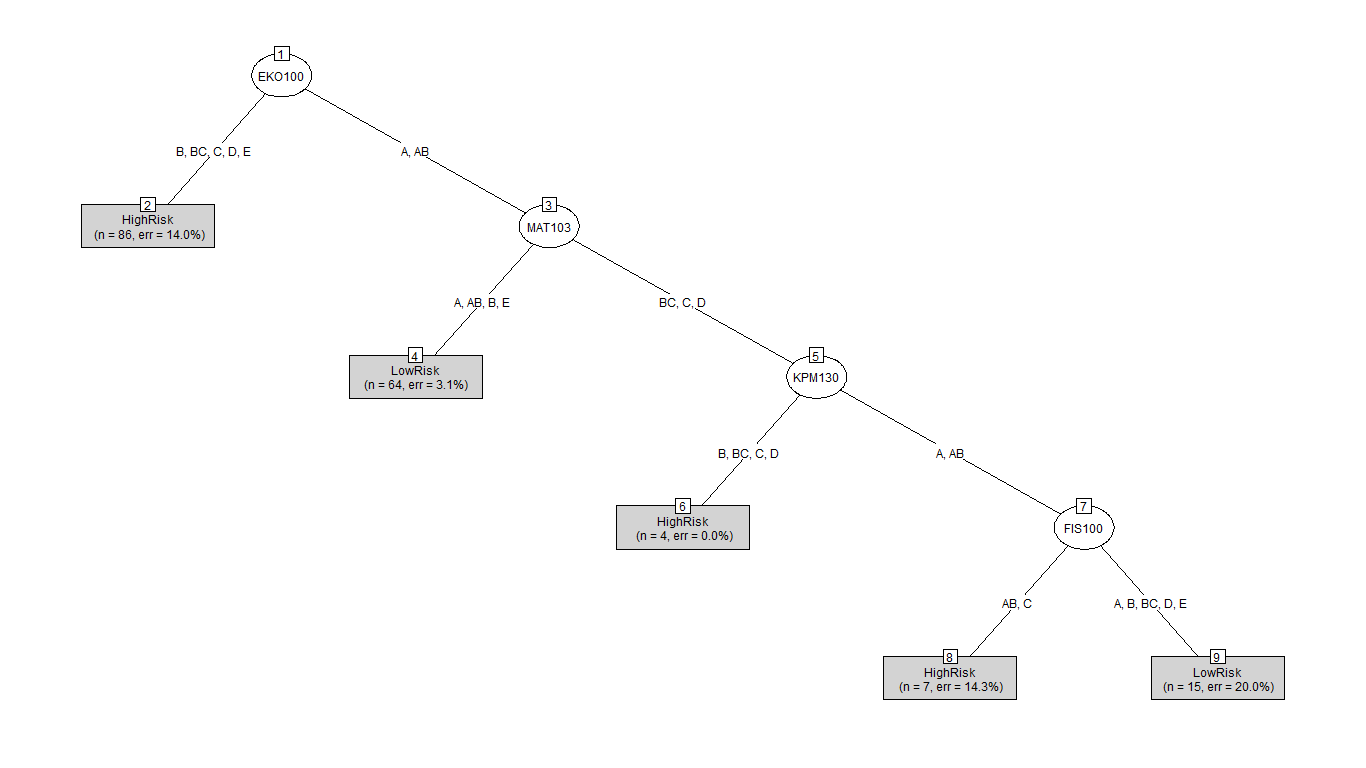 1
EKO100
B, BC, C, D, E
A, AB
2
HighRisk
(n = 86, err = 14.0%)
3
MAT103
A, AB, B, E
BC, C, D
4
LowRisk
(n = 64, err = 3.1%)
5
KPM130
B, BC, C, D
A, AB
6
HighRisk
(n = 4, err = 0.0%)
7
FIS100
AB, C
A, B, BC, D, E
8
HighRisk
(n = 7, err = 14.3%)
9
LowRisk
(n = 15, err = 20.0%)